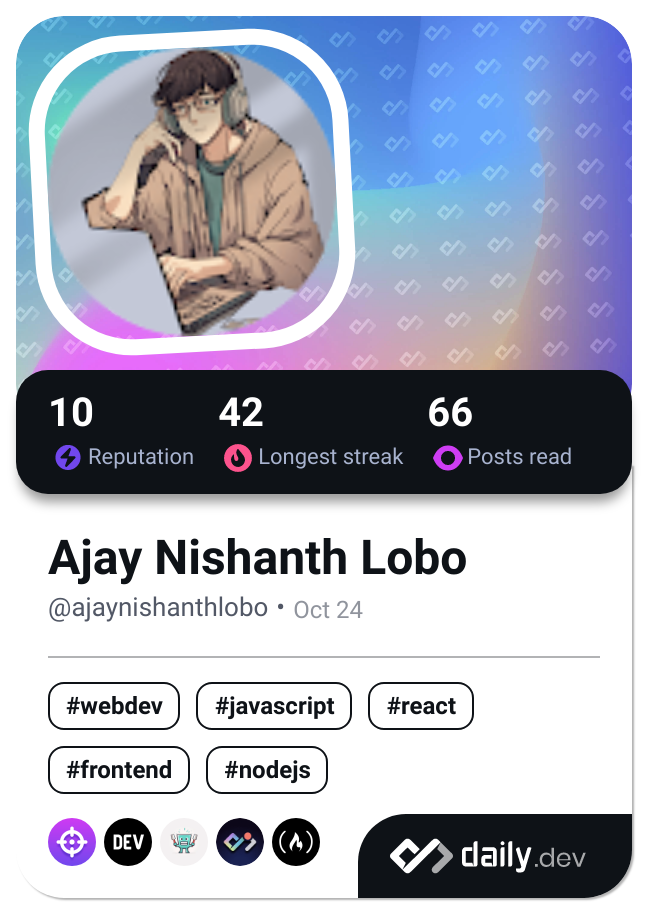 10 42 66
Reputation Longest streak Posts read
Ajay Nishanth Lobo
@ajaynishanthlobo • Oct 24
#webdev #javascript #react
#frontend #nodejs
DEV
daily.dev